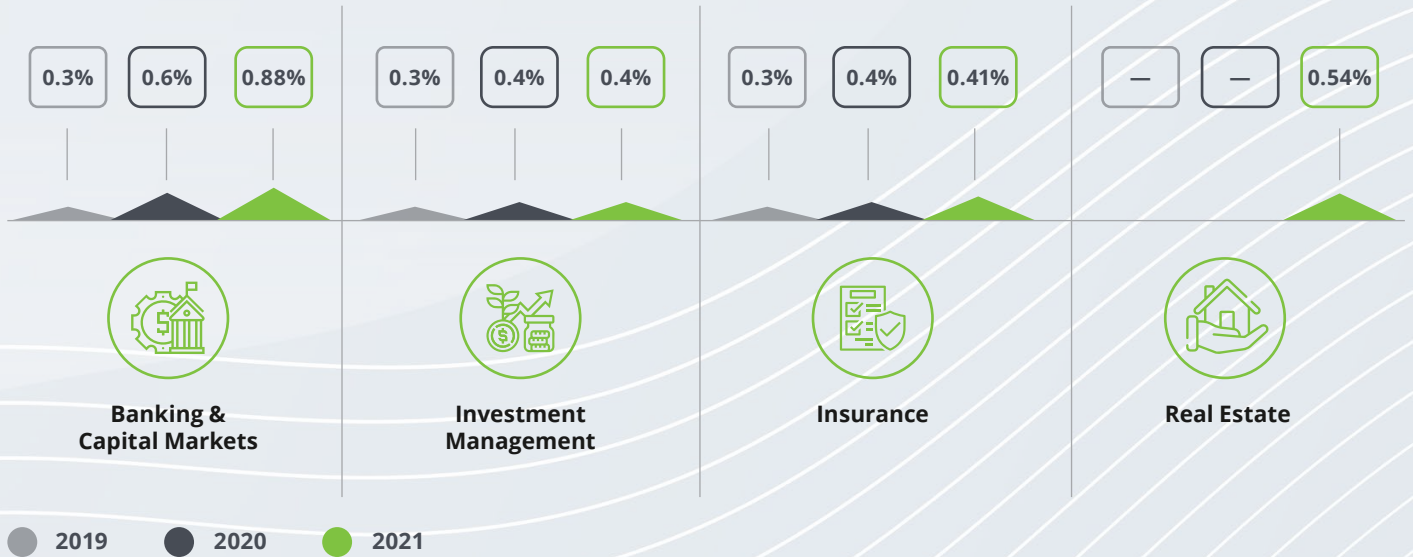 0.3% 0.6% 0.88% 0.3% 0.4% 0.4% 0.3% 0.4% 0.41% — — 0.54%
Banking &
Capital Markets
Investment
Management
Insurance
Real Estate
2019 2020 2021